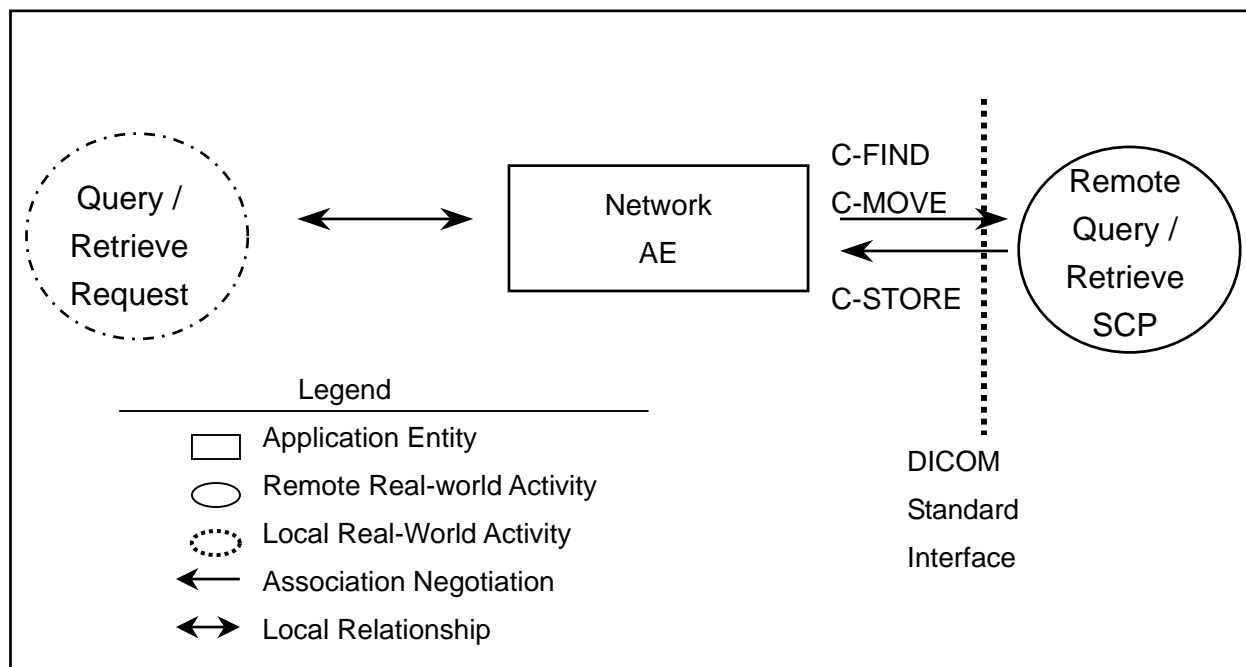 Query /
Retrieve
Request
Network
AE
C-FIND
C-MOVE
C-STORE
Remote
Query /
Retrieve
SCP
DICOM
Standard
Interface
Legend
Application Entity
Remote Real-world Activity
Local Real-World Activity
Association Negotiation
Local Relationship